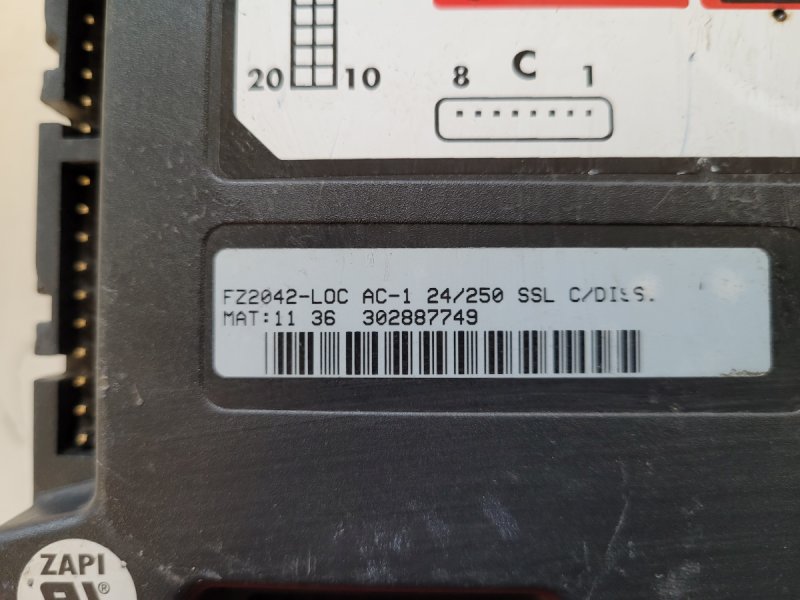 20 10
8 C 1
FZ2042-LOC AC-1 24/250 SSL C/DISS.
MAT:11 36 302887749
ZAPI
®